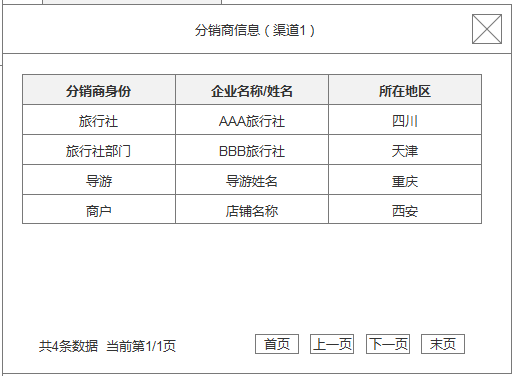 分销商信息（渠道1）
分销商身份 企业名称/姓名 所在地区
旅行社 AAA旅行社 四川
旅行社部门 BBB旅行社 天津
导游 导游姓名 重庆
商户 店铺名称 西安
共4条数据 当前第1/1页 首页 上一页 下一页 末页